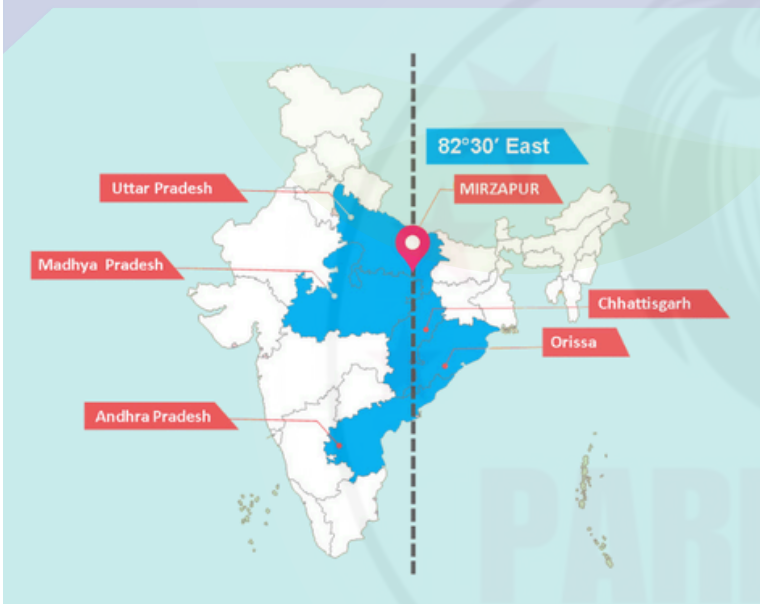 82°30′ East
Uttar Pradesh
MIRZAPUR
Madhya Pradesh
Chhattisgarh
Orissa
Andhra Pradesh